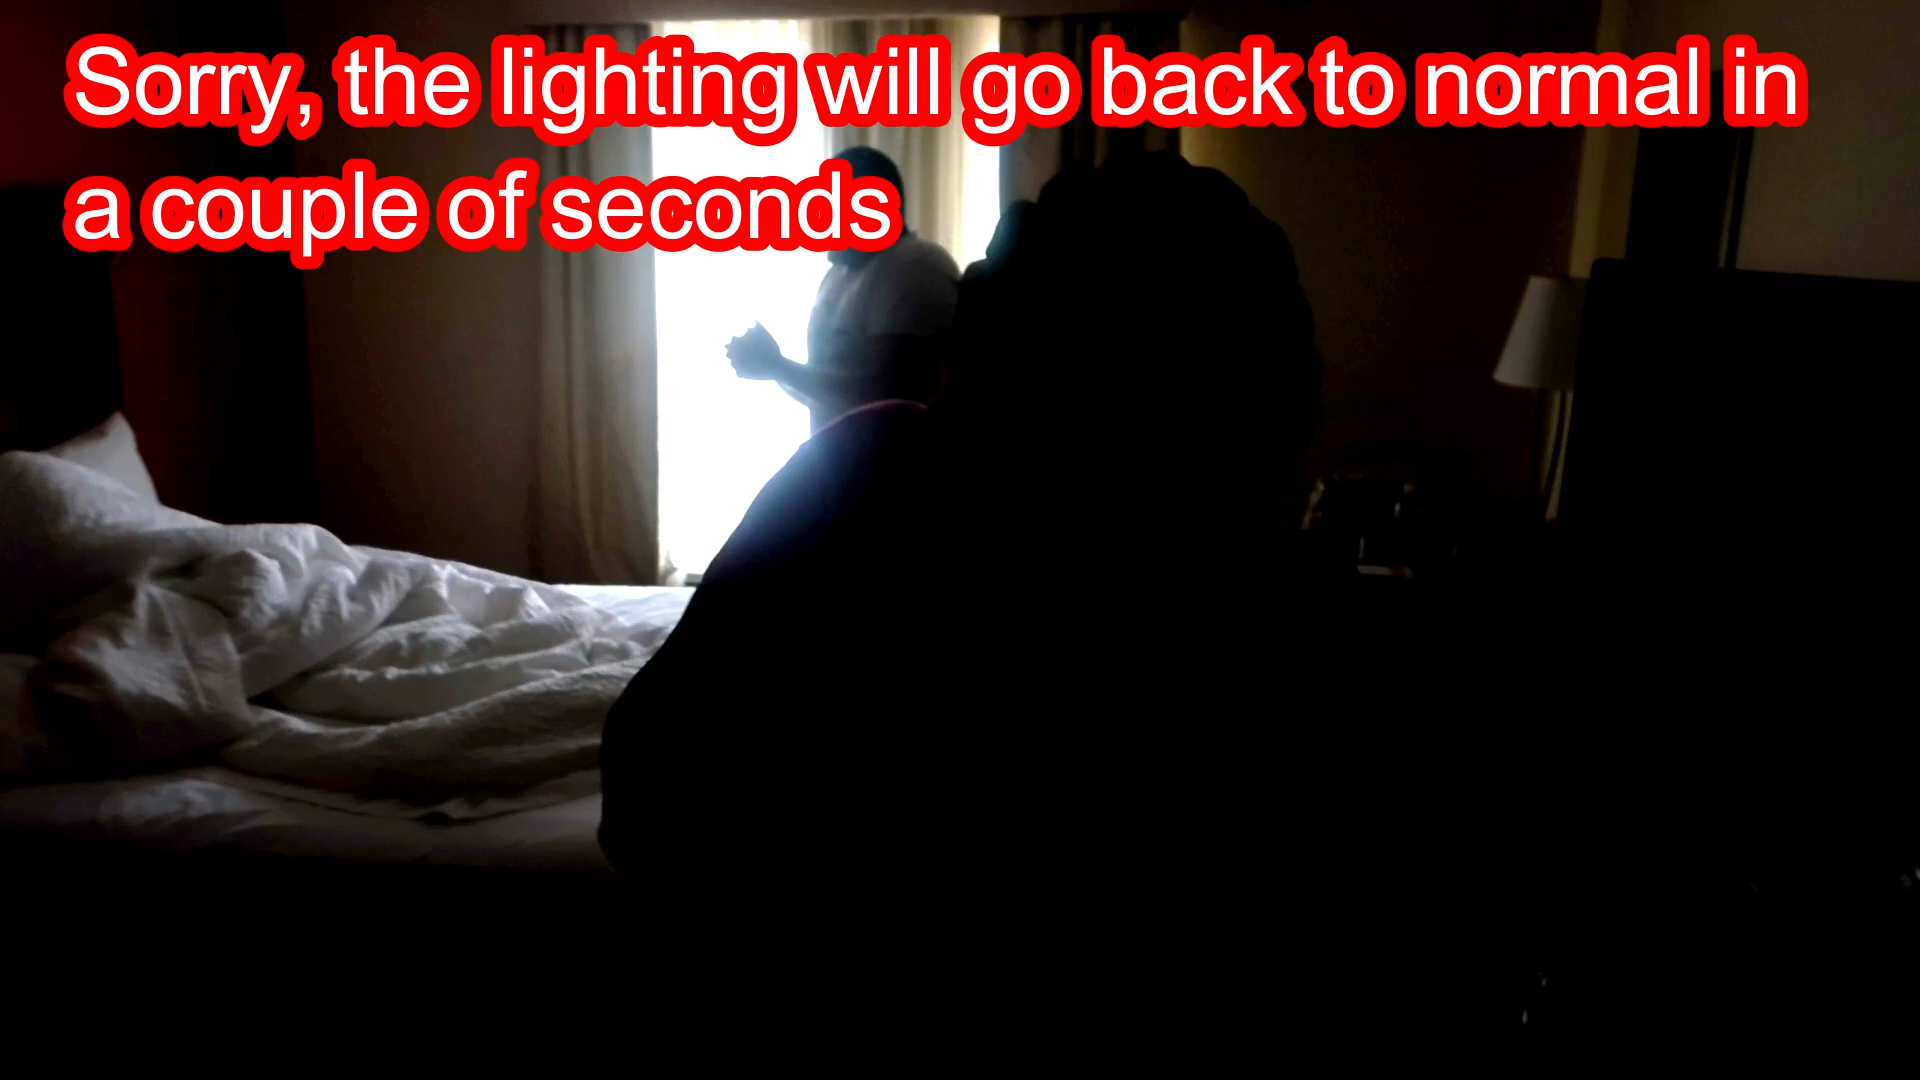 Sorry, the lighting will go back to normal in
a couple of seconds